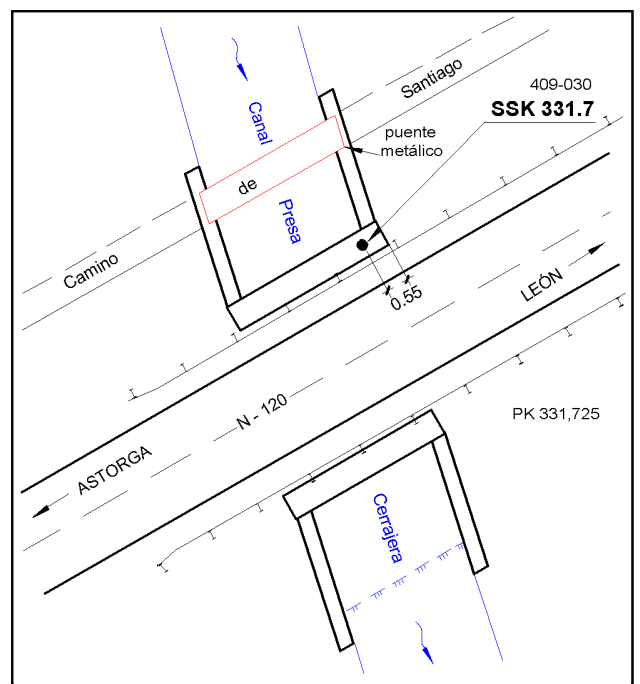 409-030
SSK 331.7
puente
metálico
Camino
de
Santiago
Canal
Presa
0.55
LEÓN
N - 120
ASTORGA
PK 331,725
Cerrajera